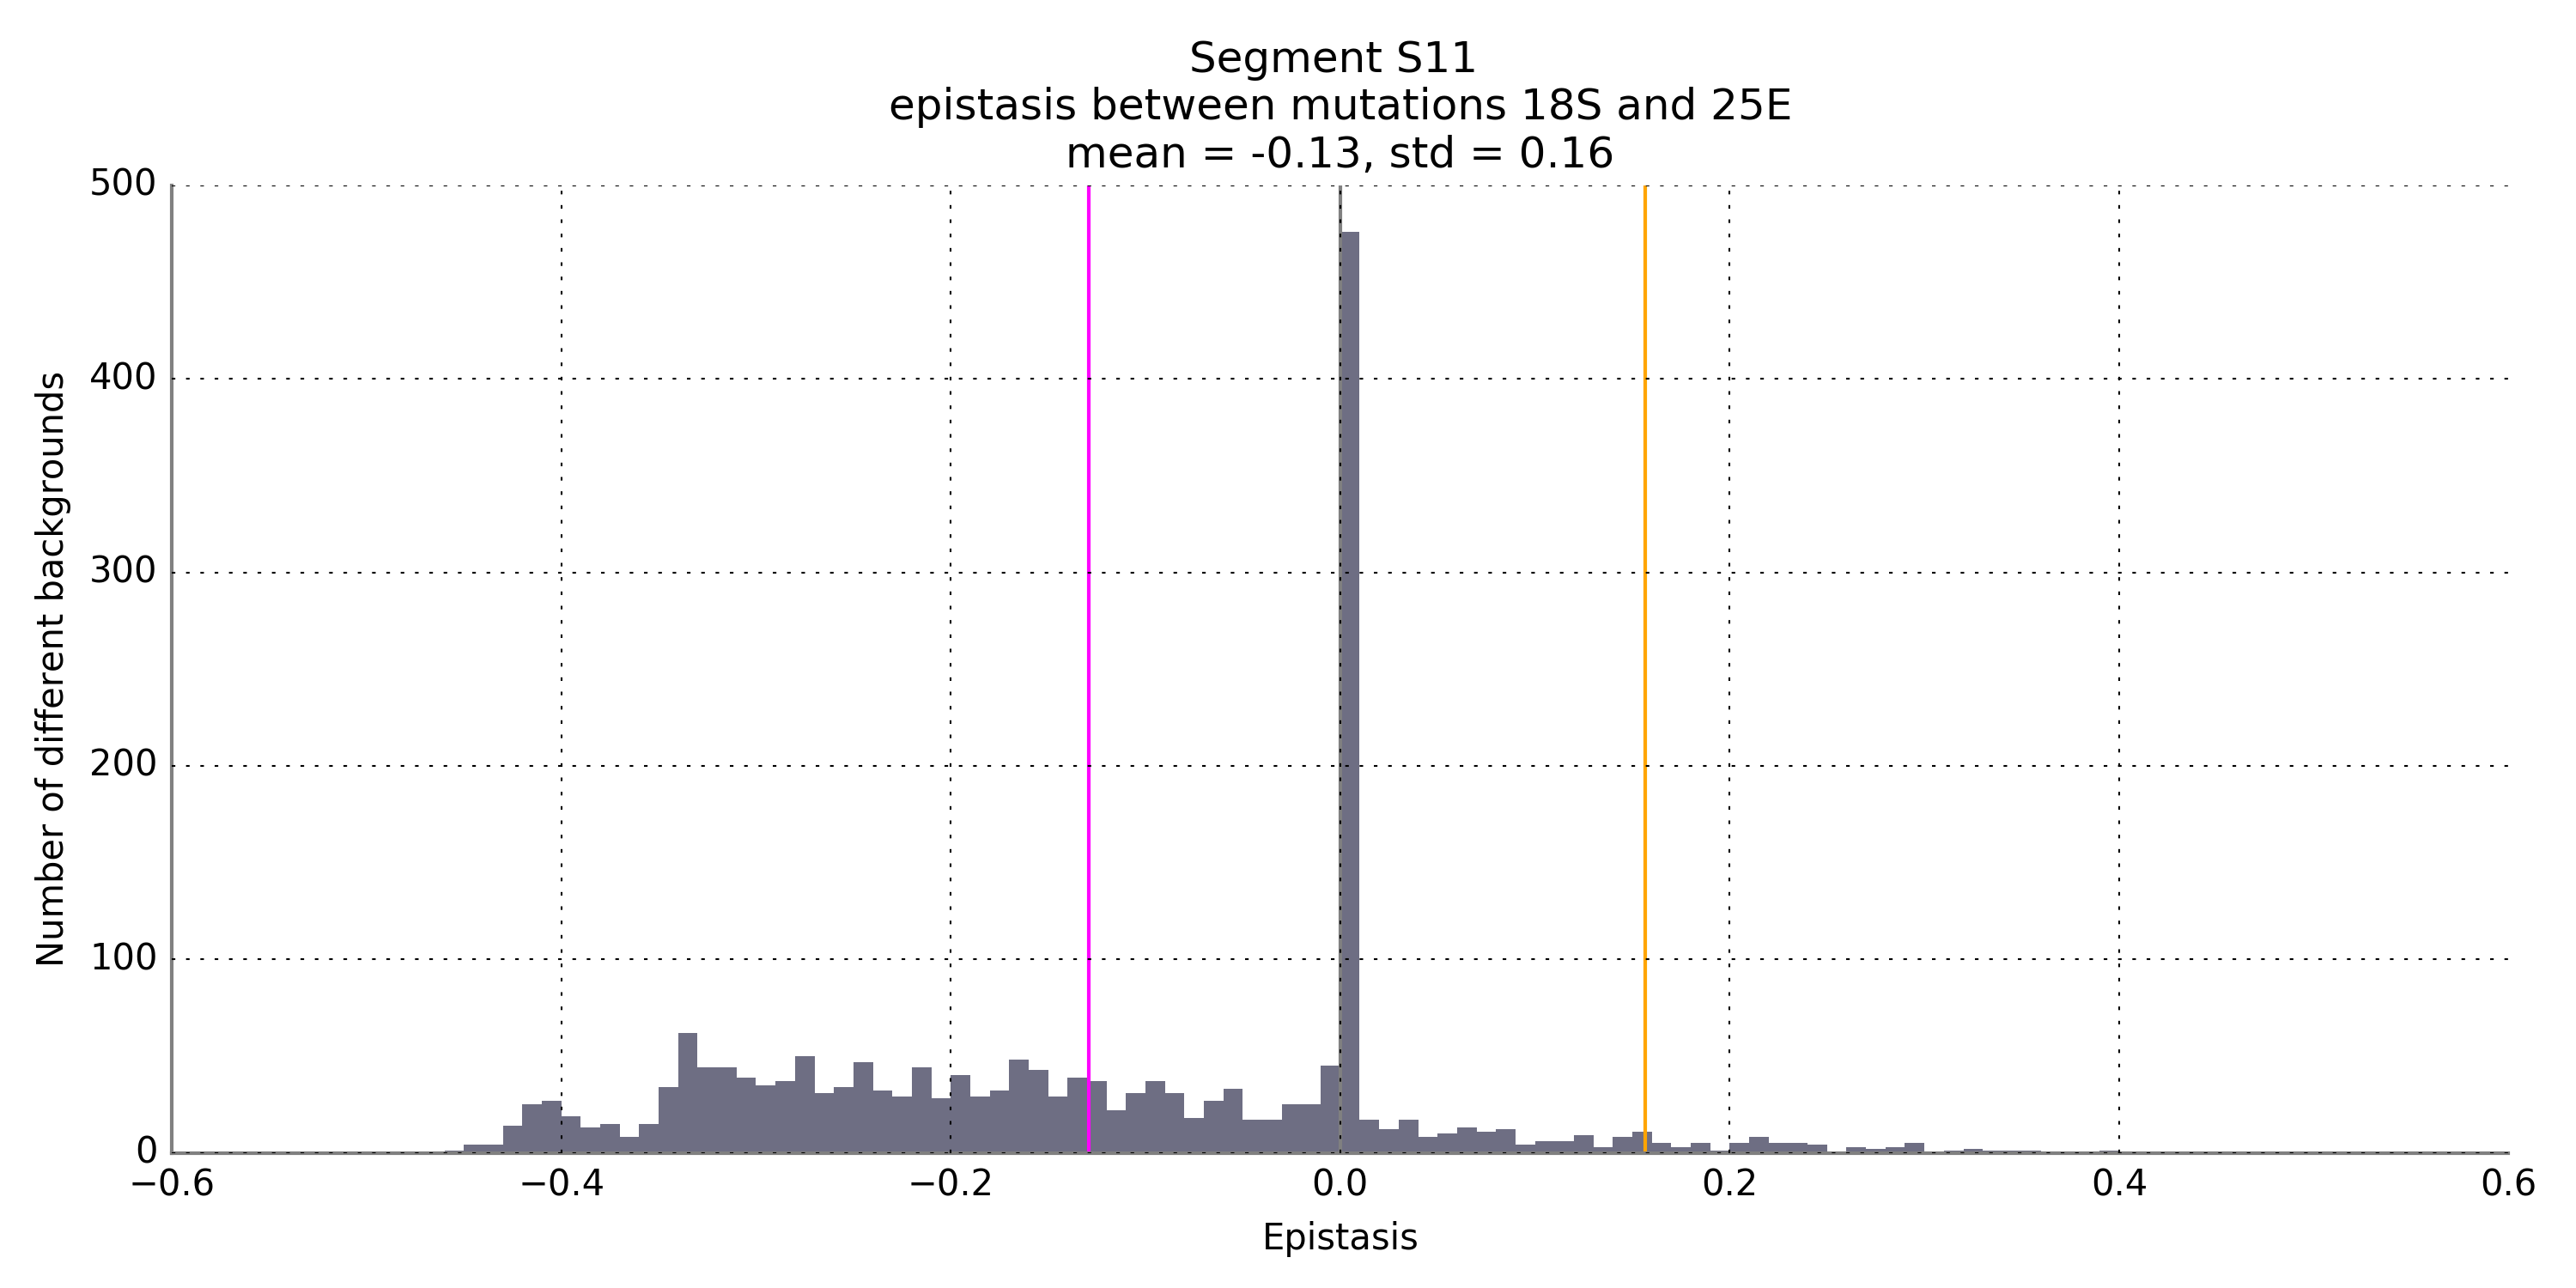 Segment S11
epistasis between mutations 18S and 25E
mean = -0.13, std = 0.16
500
400
300
200
100
0
Number of different backgrounds
−0.6 −0.4 −0.2 0.0 0.2 0.4 0.6
Epistasis